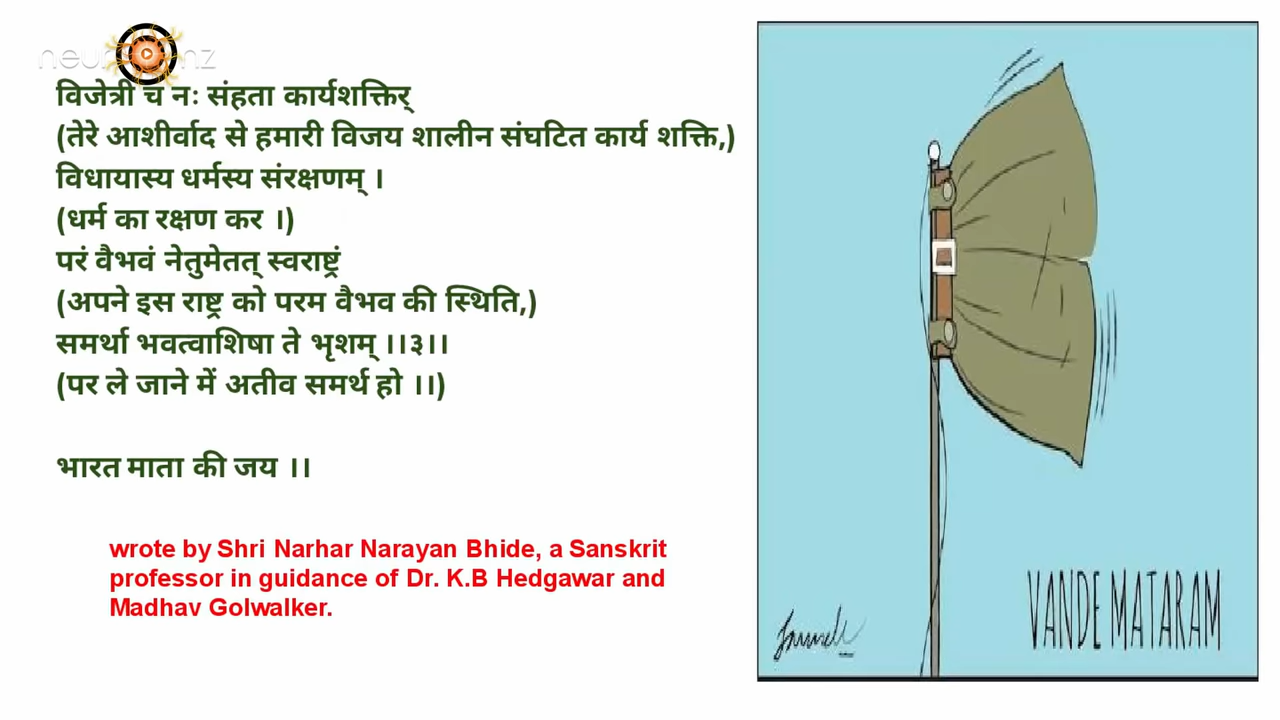 विजेत्री च नः संहता कार्यशक्तिर्
(तेरे आशीर्वाद से हमारी विजय शालीन संघटित कार्य शक्ति,)
विधायास्य धर्मस्य संरक्षणम् ।
(धर्म का रक्षण कर ।)
परं वैभवं नेतुमेतत् स्वराष्ट्रं
(अपने इस राष्ट्र को परम वैभव की स्थिति,)
समर्था भवत्वाशिषा ते भृशम् ।।३।।
(पर ले जाने में अतीव समर्थ हो ।।)
भारत माता की जय ।।
wrote by Shri Narhar Narayan Bhide, a Sanskrit
professor in guidance of Dr. K.B Hedgawar and
Madhav Golwalker.
VANDE MATARAM